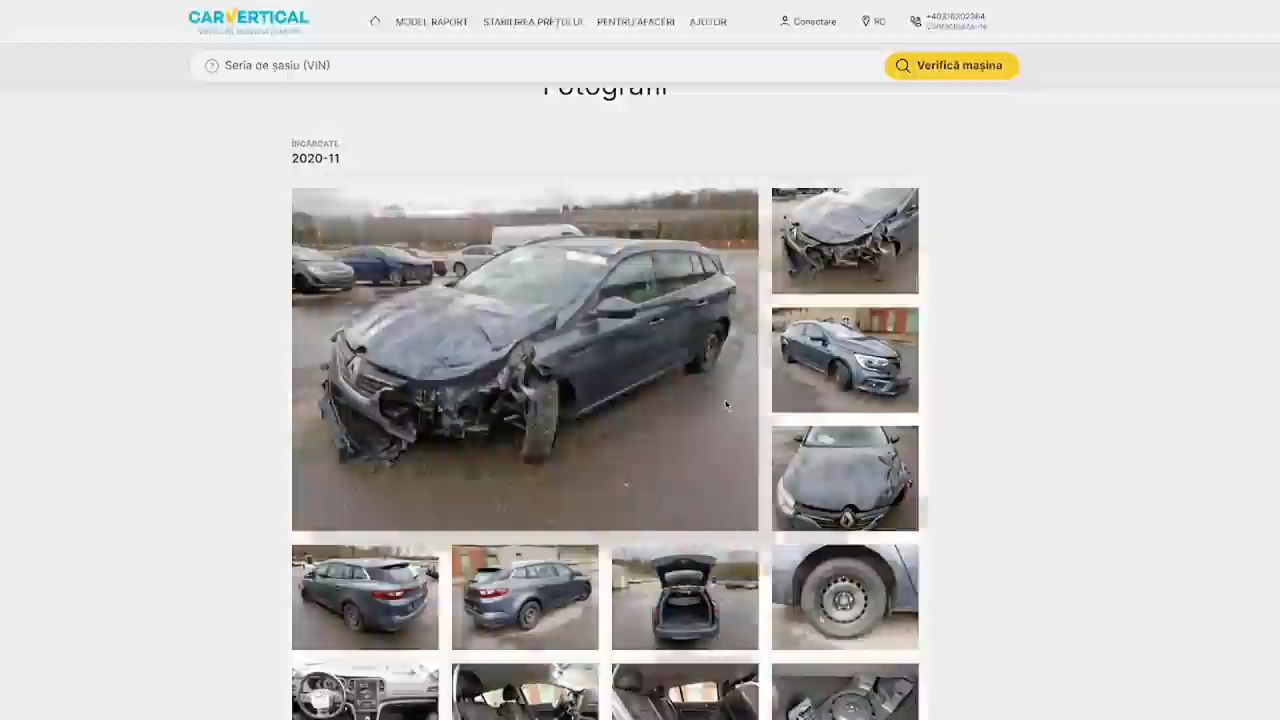 CARVERTICAL
MODEL RAPORT
STABILIREA PREȚULUI
PENTRU AFACERI
AJUTOR
Conectare
RO
Seria de șasiu (VIN)
Verifică mașina
Fotografii
ÎNCĂRCATE
2020-11